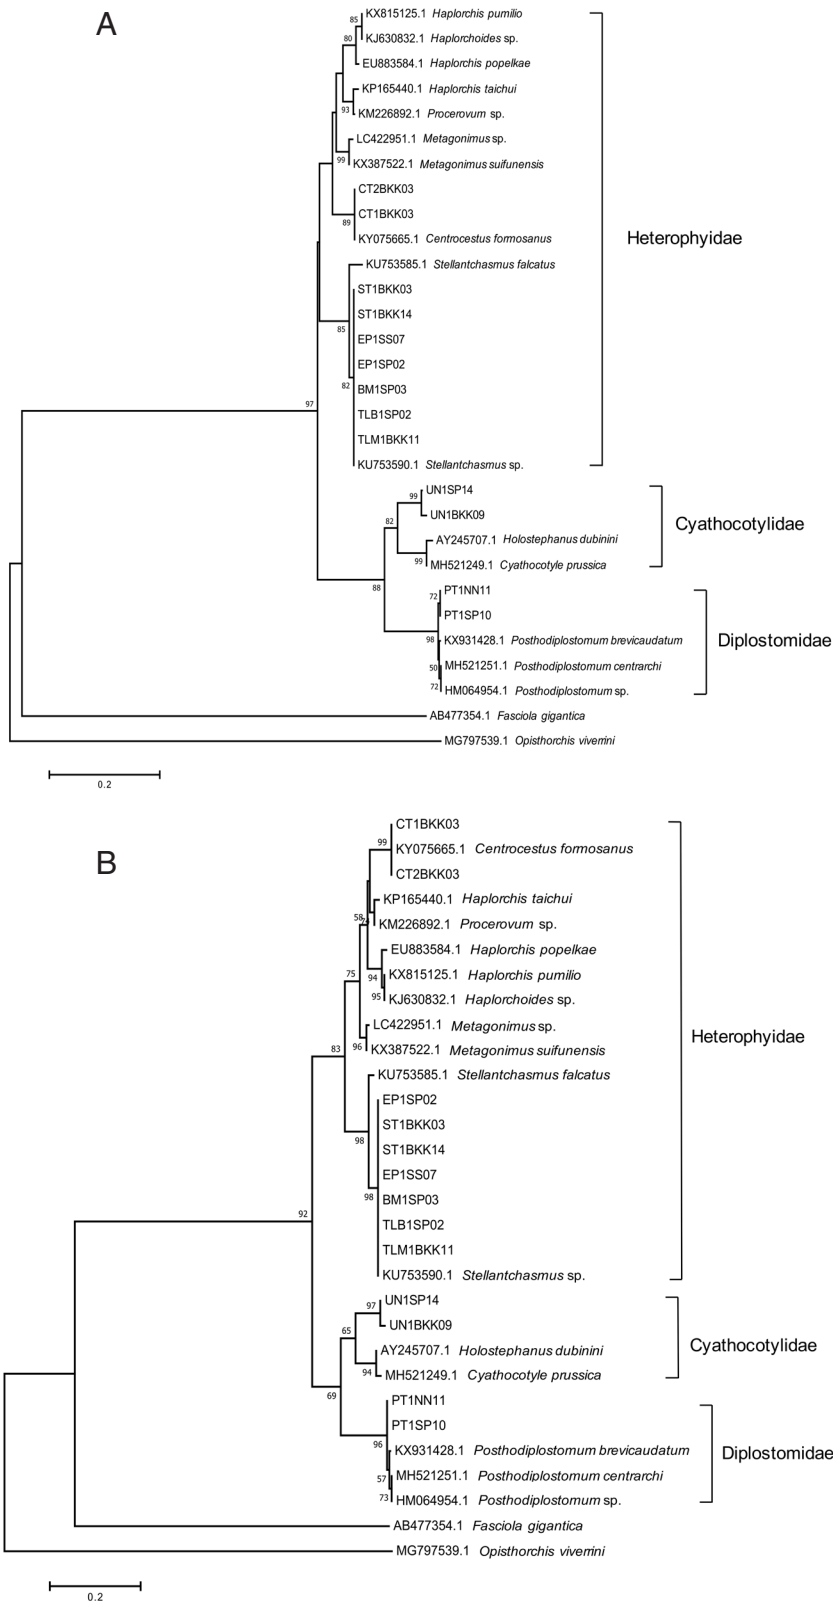 A
85
KX815125.1 Haplorchis pumilio
80
KJ630832.1 Haplorchoides sp.
EU883584.1 Haplorchis popelkae
KP165440.1 Haplorchis taichui
93
KM226892.1 Procerovum sp.
LC422951.1 Metagonimus sp.
99
KX387522.1 Metagonimus suifunensis
CT2BKK03
CT1BKK03
89
KY075665.1 Centrocestus formosanus
Heterophyidae
KU753585.1 Stellantchasmus falcatus
ST1BKK03
ST1BKK14
85
EP1SS07
EP1SP02
82
BM1SP03
97
TLB1SP02
TLM1BKK11
KU753590.1 Stellantchasmus sp.
99
UN1SP14
UN1BKK09
82
Cyathocotylidae
AY245707.1 Holostephanus dubinini
99
MH521249.1 Cyathocotyle prussica
88
PT1NN11
72
PT1SP10
98
KX931428.1 Posthodiplostomum brevicaudatum
Diplostomidae
50
MH521251.1 Posthodiplostomum centrarchi
72
HM064954.1 Posthodiplostomum sp.
AB477354.1 Fasciola gigantica
MG797539.1 Opisthorchis viverrini
0.2
B
CT1BKK03
99
KY075665.1 Centrocestus formosanus
CT2BKK03
KP165440.1 Haplorchis taichui
58
KM226892.1 Procerovum sp.
EU883584.1 Haplorchis popelkae
75
94
KX815125.1 Haplorchis pumilio
95
KJ630832.1 Haplorchoides sp.
LC422951.1 Metagonimus sp.
Heterophyidae
83
96
KX387522.1 Metagonimus suifunensis
KU753585.1 Stellantchasmus falcatus
EP1SP02
ST1BKK03
98
ST1BKK14
EP1SS07
98
BM1SP03
92
TLB1SP02
TLM1BKK11
KU753590.1 Stellantchasmus sp.
97
UN1SP14
UN1BKK09
65
Cyathocotylidae
AY245707.1 Holostephanus dubinini
94
MH521249.1 Cyathocotyle prussica
69
PT1NN11
PT1SP10
96
KX931428.1 Posthodiplostomum brevicaudatum
Diplostomidae
57
MH521251.1 Posthodiplostomum centrarchi
73
HM064954.1 Posthodiplostomum sp.
AB477354.1 Fasciola gigantica
MG797539.1 Opisthorchis viverrini
0.2